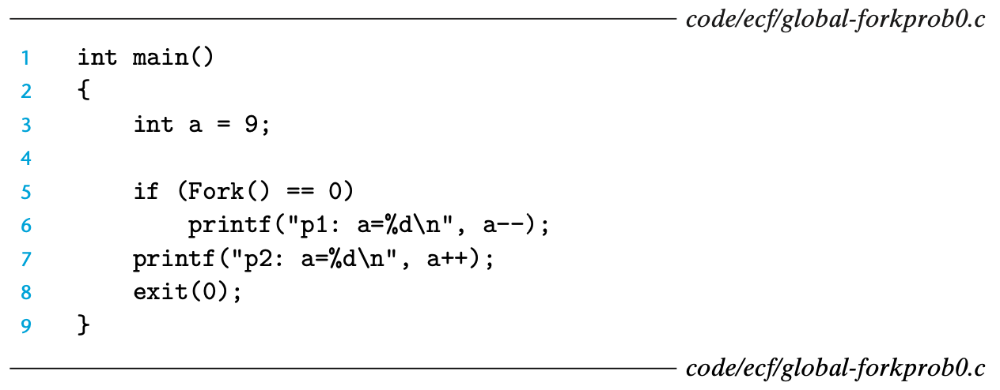 code/ecf/global-forkprob0.c
1 int main()
2 {
3 int a = 9;
4
5 if (Fork() == 0)
6 printf("p1: a=%d\n", a--);
7 printf("p2: a=%d\n", a++);
8 exit(0);
9 }
code/ecf/global-forkprob0.c